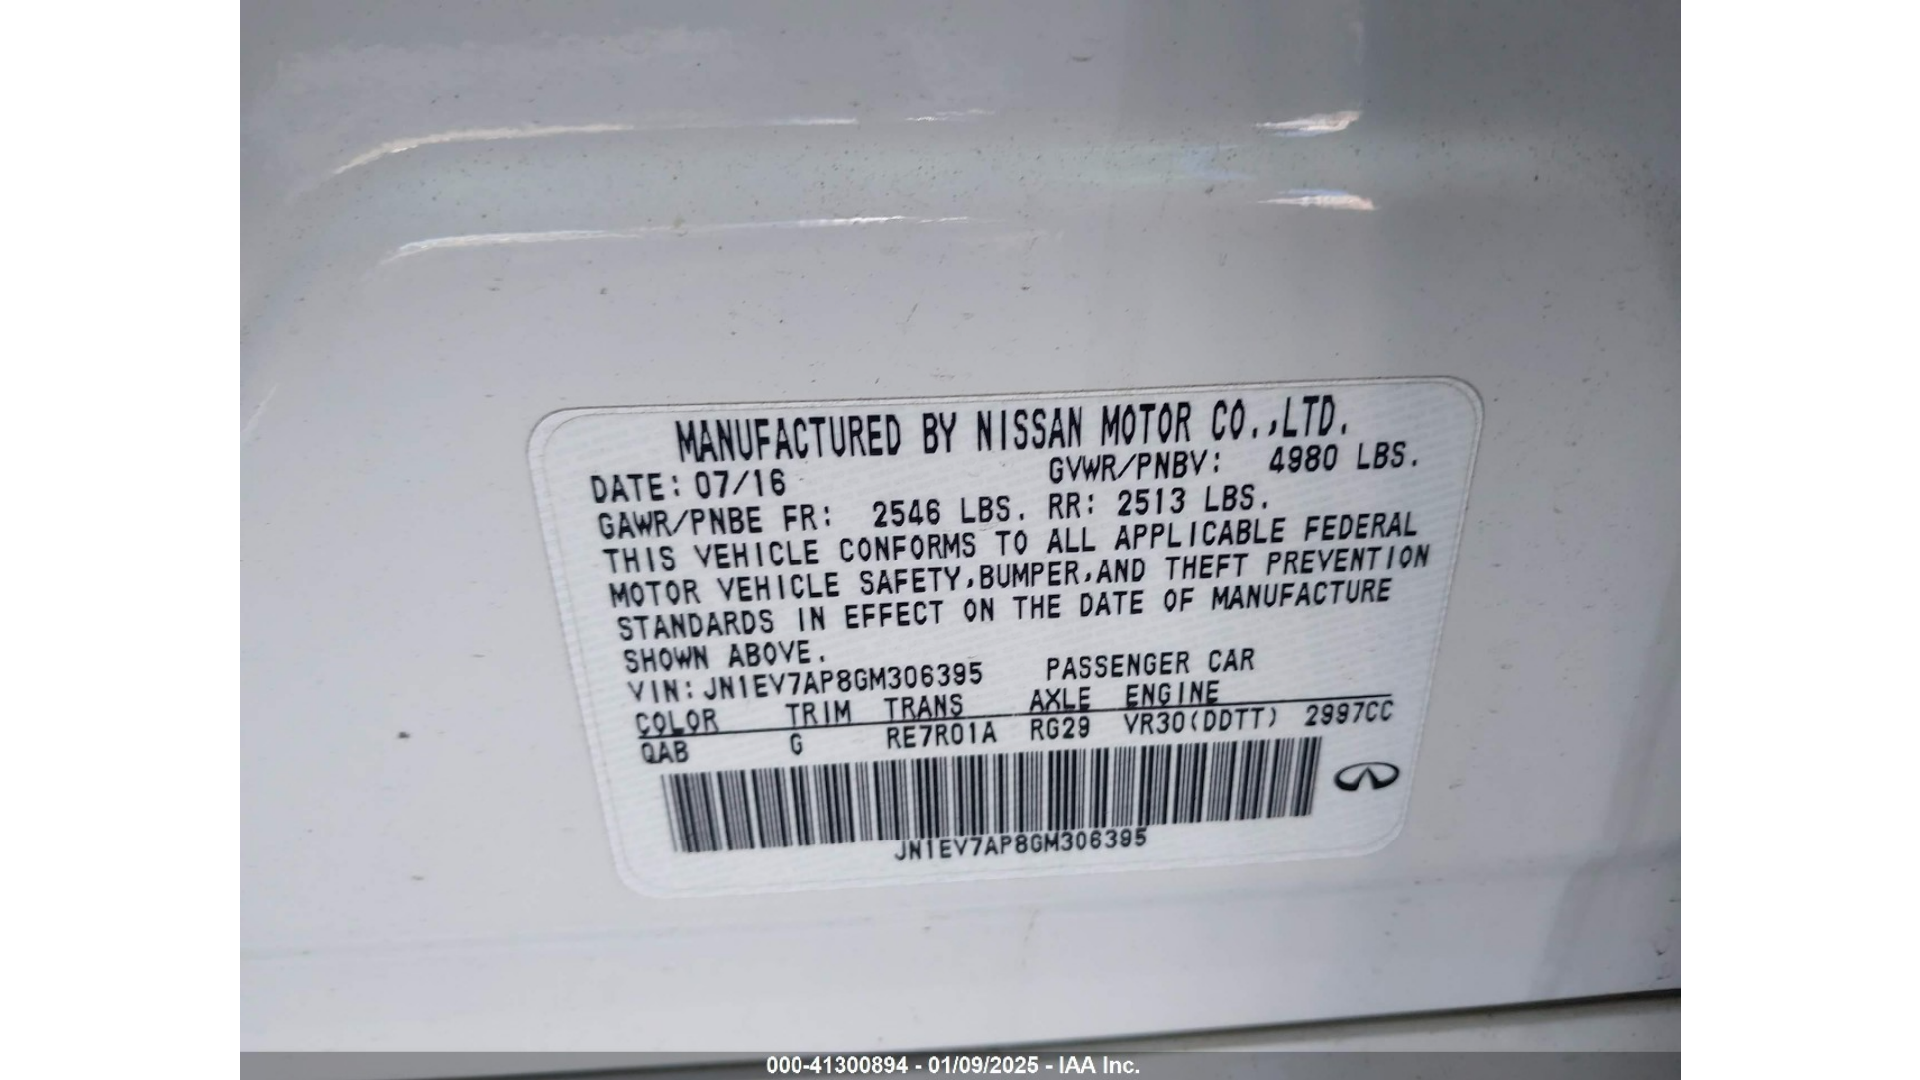 MANUFACTURED BY NISSAN MOTOR CO.,LTD.
DATE: 07/16 GVWR/PNBV: 4980 LBS.
GAWR/PNBE FR: 2546 LBS. RR: 2513 LBS.
THIS VEHICLE CONFORMS TO ALL APPLICABLE FEDERAL
MOTOR VEHICLE SAFETY,BUMPER,AND THEFT PREVENTION
STANDARDS IN EFFECT ON THE DATE OF MANUFACTURE
SHOWN ABOVE.
VIN: JN1EV7AP8GM306395 PASSENGER CAR
COLOR TRIM TRANS AXLE ENGINE
QAB G RE7R01A RG29 VR30(DDTT) 2997CC
JN1EV7AP8GM306395
000-41300894 - 01/09/2025 - IAA Inc.